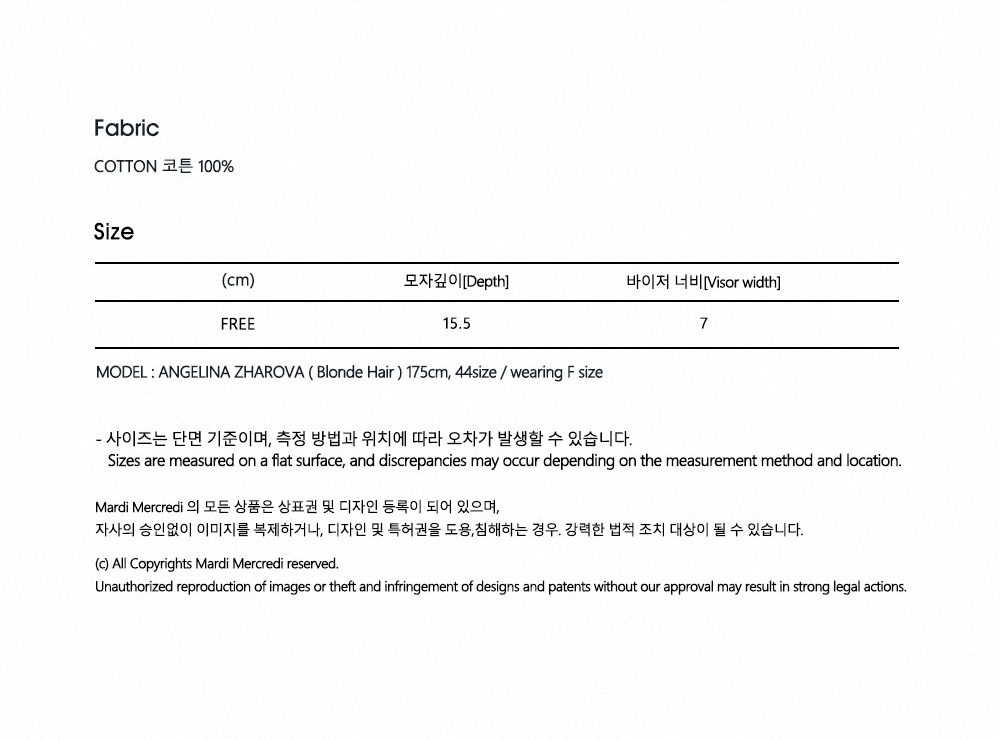 Fabric
COTTON 코튼 100%
Size
(cm) 모자깊이[Depth] 바이저 너비[Visor width]
FREE 15.5 7
MODEL : ANGELINA ZHAROVA ( Blonde Hair ) 175cm, 44size / wearing F size
- 사이즈는 단면 기준이며, 측정 방법과 위치에 따라 오차가 발생할 수 있습니다.
Sizes are measured on a flat surface, and discrepancies may occur depending on the measurement method and location.
Mardi Mercredi 의 모든 상품은 상표권 및 디자인 등록이 되어 있으며,
자사의 승인없이 이미지를 복제하거나, 디자인 및 특허권을 도용,침해하는 경우. 강력한 법적 조치 대상이 될 수 있습니다.
(c) All Copyrights Mardi Mercredi reserved.
Unauthorized reproduction of images or theft and infringement of designs and patents without our approval may result in strong legal actions.